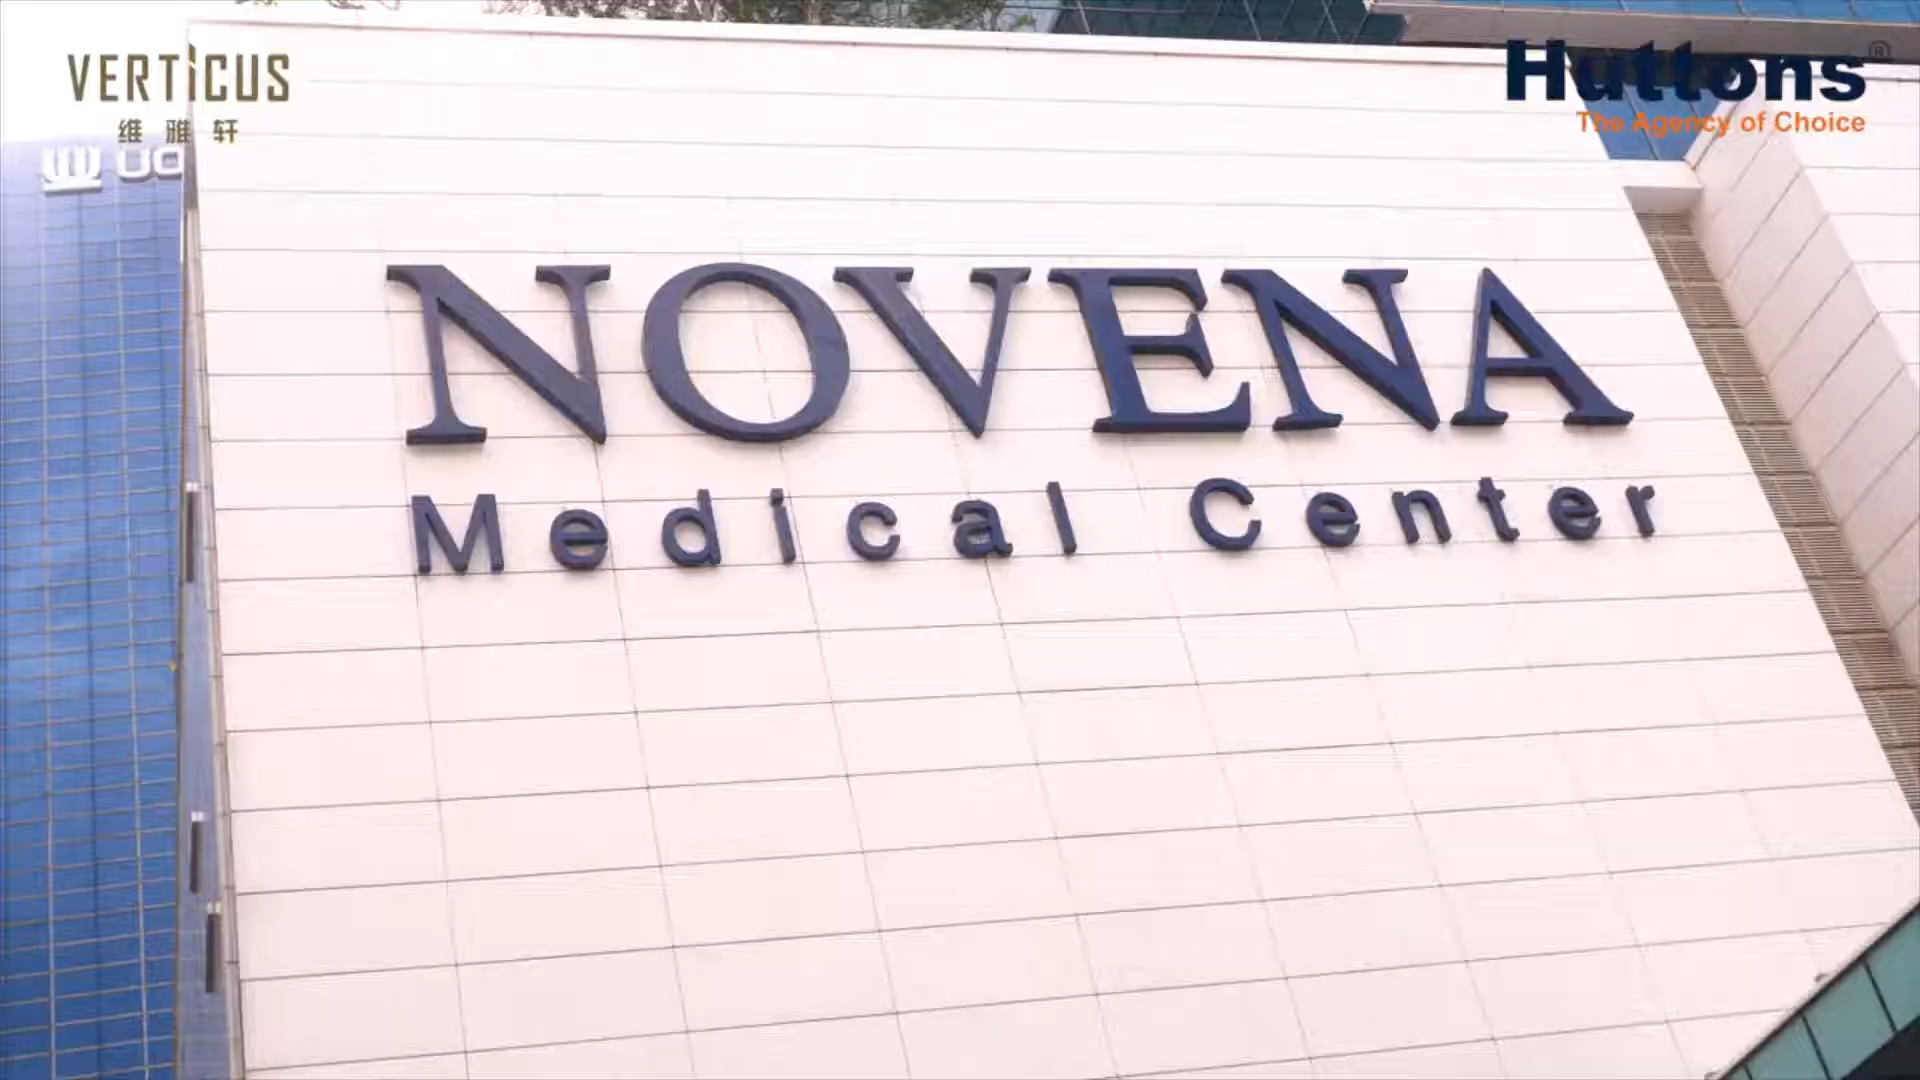 VERTICUS
维雅轩
Huttons®
The Agency of Choice
NOVENA
Medical Center